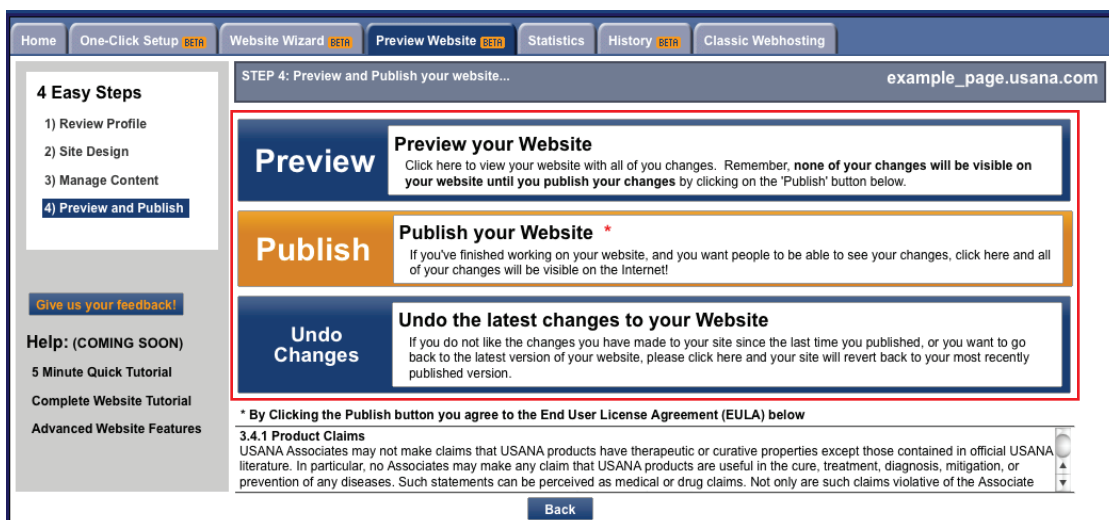 Home One-Click Setup BETA Website Wizard BETA Preview Website BETA Statistics History BETA Classic Webhosting
4 Easy Steps
1) Review Profile
2) Site Design
3) Manage Content
4) Preview and Publish
Give us your feedback!
Help: (COMING SOON)
5 Minute Quick Tutorial
Complete Website Tutorial
Advanced Website Features
STEP 4: Preview and Publish your website... example_page.usana.com
Preview
Preview your Website
Click here to view your website with all of you changes. Remember, none of your changes will be visible on
your website until you publish your changes by clicking on the 'Publish' button below.
Publish
Publish your Website *
If you've finished working on your website, and you want people to be able to see your changes, click here and all
of your changes will be visible on the Internet!
Undo
Changes
Undo the latest changes to your Website
If you do not like the changes you have made to your site since the last time you published, or you want to go
back to the latest version of your website, please click here and your site will revert back to your most recently
published version.
* By Clicking the Publish button you agree to the End User License Agreement (EULA) below
3.4.1 Product Claims
USANA Associates may not make claims that USANA products have therapeutic or curative properties except those contained in official USANA
literature. In particular, no Associates may make any claim that USANA products are useful in the cure, treatment, diagnosis, mitigation, or
prevention of any diseases. Such statements can be perceived as medical or drug claims. Not only are such claims violative of the Associate
Back